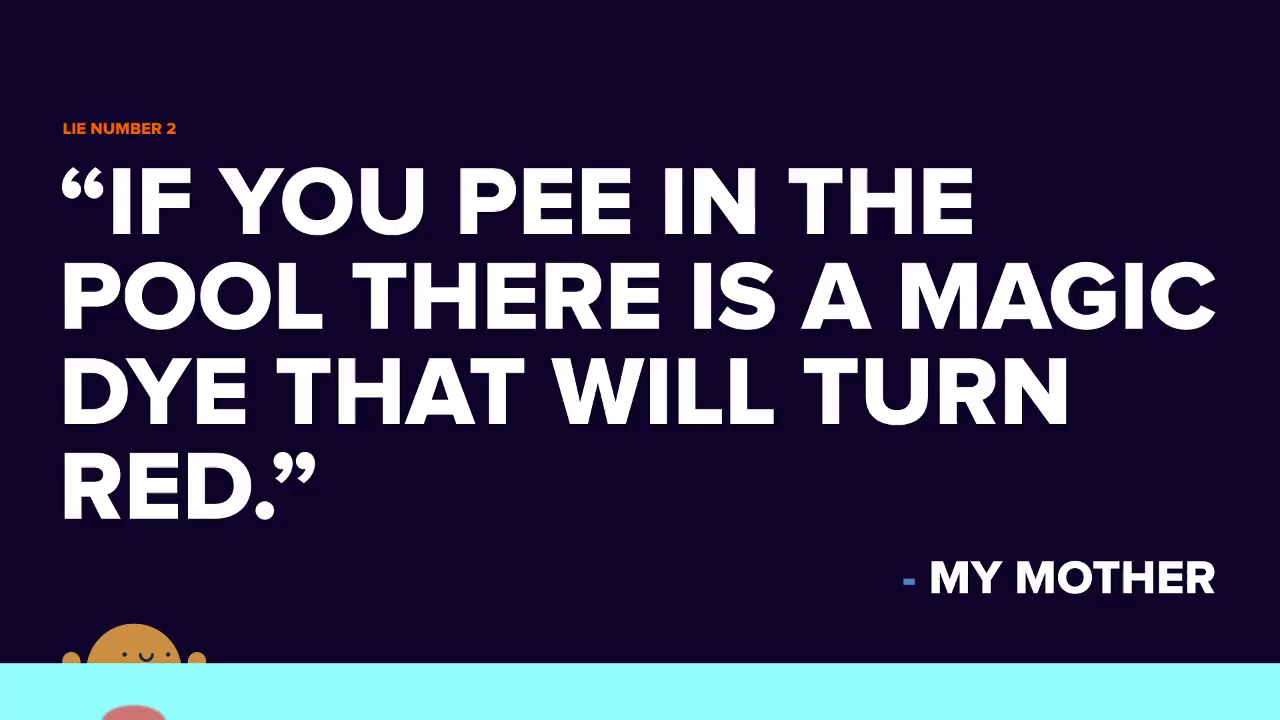 LIE NUMBER 2
“IF YOU PEE IN THE
POOL THERE IS A MAGIC
DYE THAT WILL TURN
RED.”
- MY MOTHER